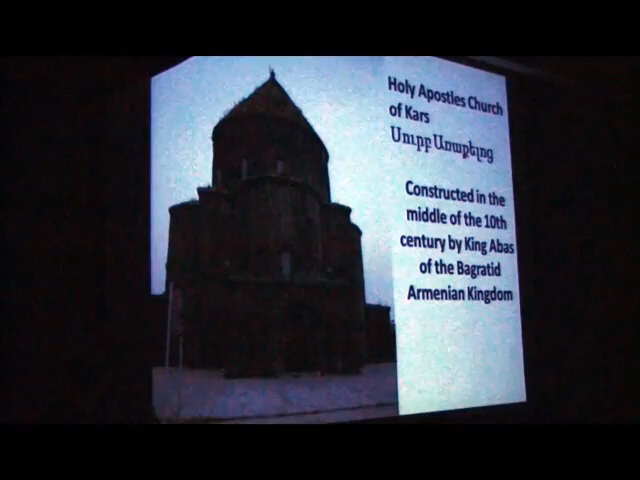 Holy Apostles Church
of Kars
Սուրբ Առաքելոց
Constructed in the
middle of the 10th
century by King Abas
of the Bagratid
Armenian Kingdom